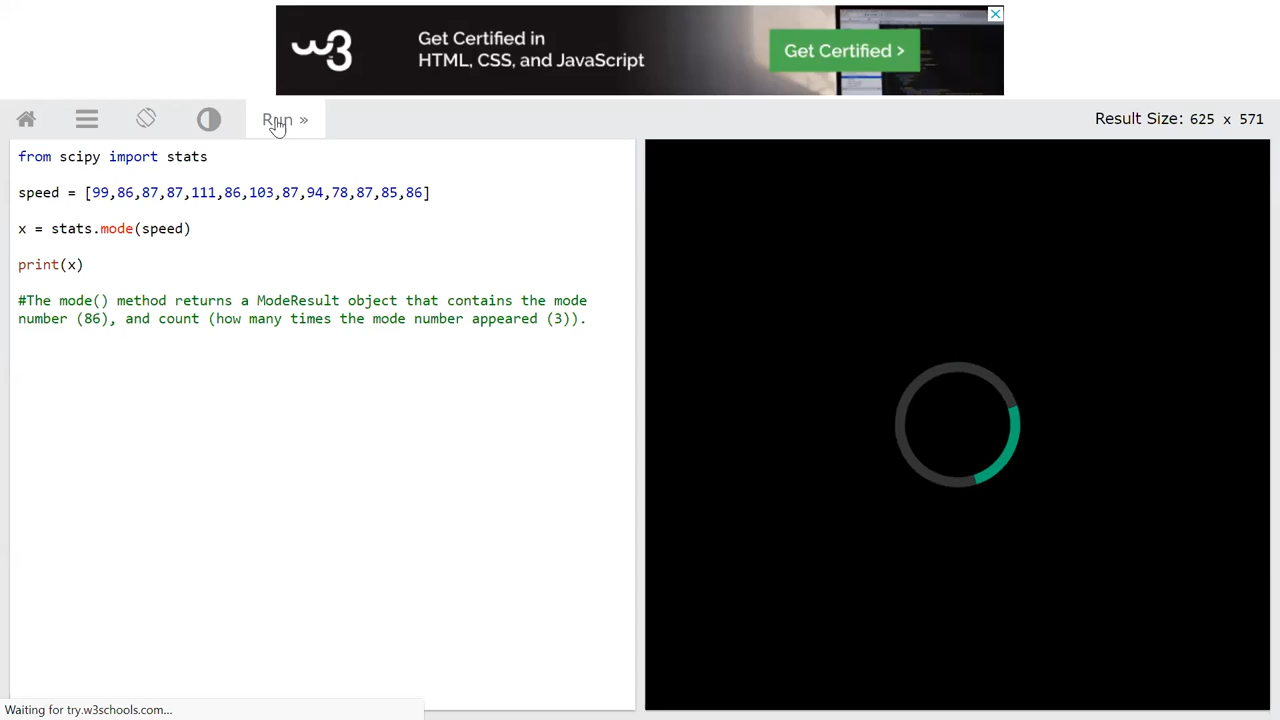 w3
Get Certified in
HTML, CSS, and JavaScript
Get Certified >
Run »
Result Size: 625 x 571
from scipy import stats
speed = [99,86,87,87,111,86,103,87,94,78,87,85,86]
x = stats.mode(speed)
print(x)
#The mode() method returns a ModeResult object that contains the mode
number (86), and count (how many times the mode number appeared (3)).
Waiting for try.w3schools.com...